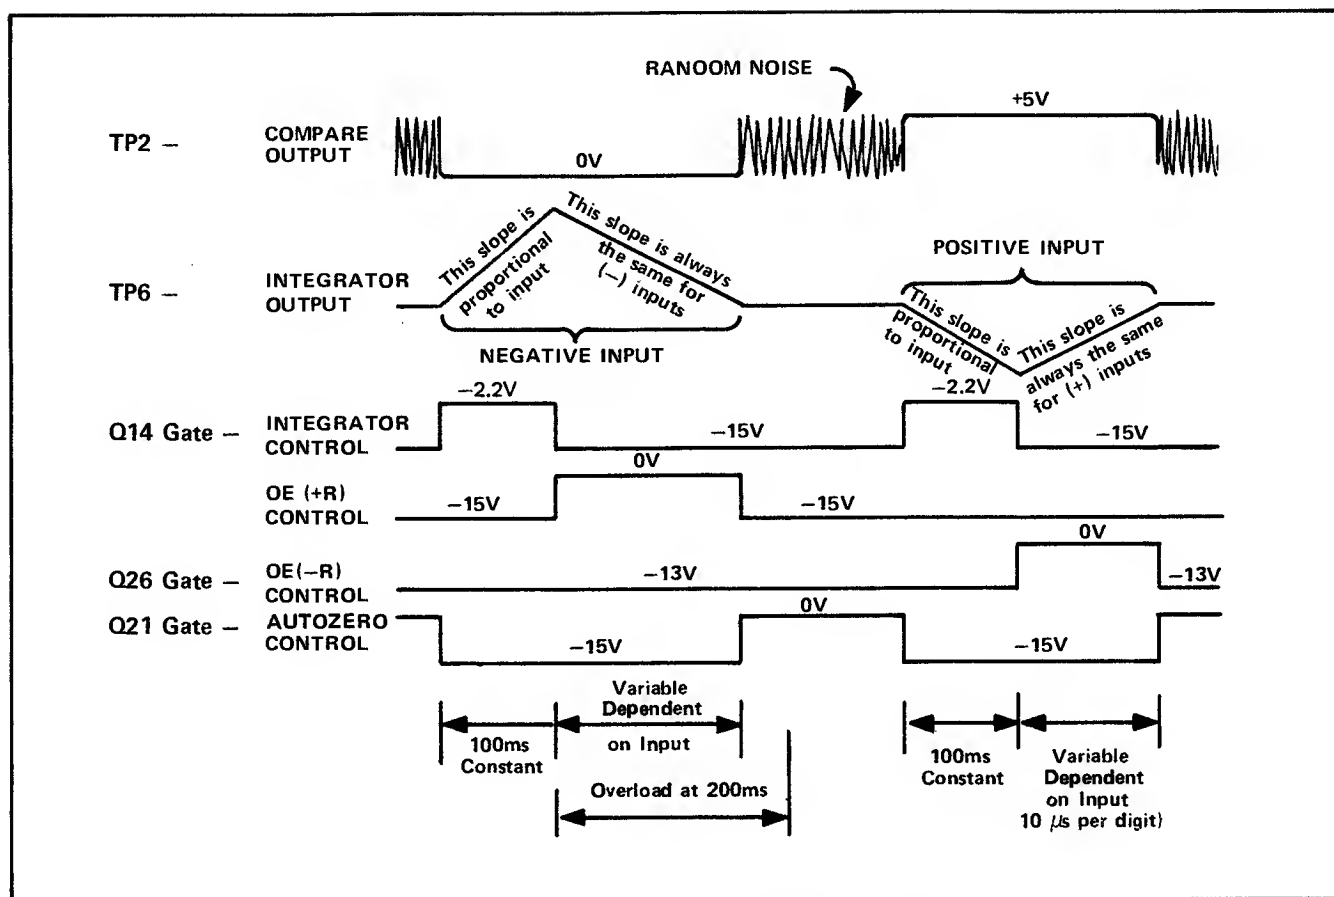 RANOOM NOISE
+5V
TP2 –
COMPARE
OUTPUT
0V
This slope is
proportional
to input
This slope is always
the same for
(–) inputs
POSITIVE INPUT
TP6 –
INTEGRATOR
OUTPUT
This slope is
proportional
to input
This slope is
always the same
for (+) inputs
NEGATIVE INPUT
–2.2V
–2.2V
Q14 Gate –
INTEGRATOR
CONTROL
–15V
–15V
0V
OE (+R)
CONTROL
–15V
–15V
0V
Q26 Gate –
OE(–R)
CONTROL
–13V
–13V
0V
Q21 Gate –
AUTOZERO
CONTROL
–15V
–15V
Variable
Dependent
on Input
100ms
Constant
100ms
Constant
Variable
Dependent
on Input
10 μs per digit)
Overload at 200ms